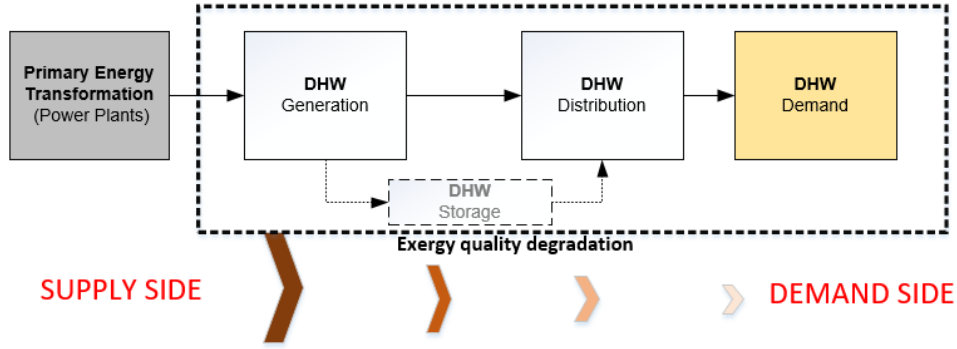 Primary Energy
Transformation
(Power Plants)
DHW
Generation
DHW
Distribution
DHW
Demand
DHW
Storage
Exergy quality degradation
SUPPLY SIDE
DEMAND SIDE